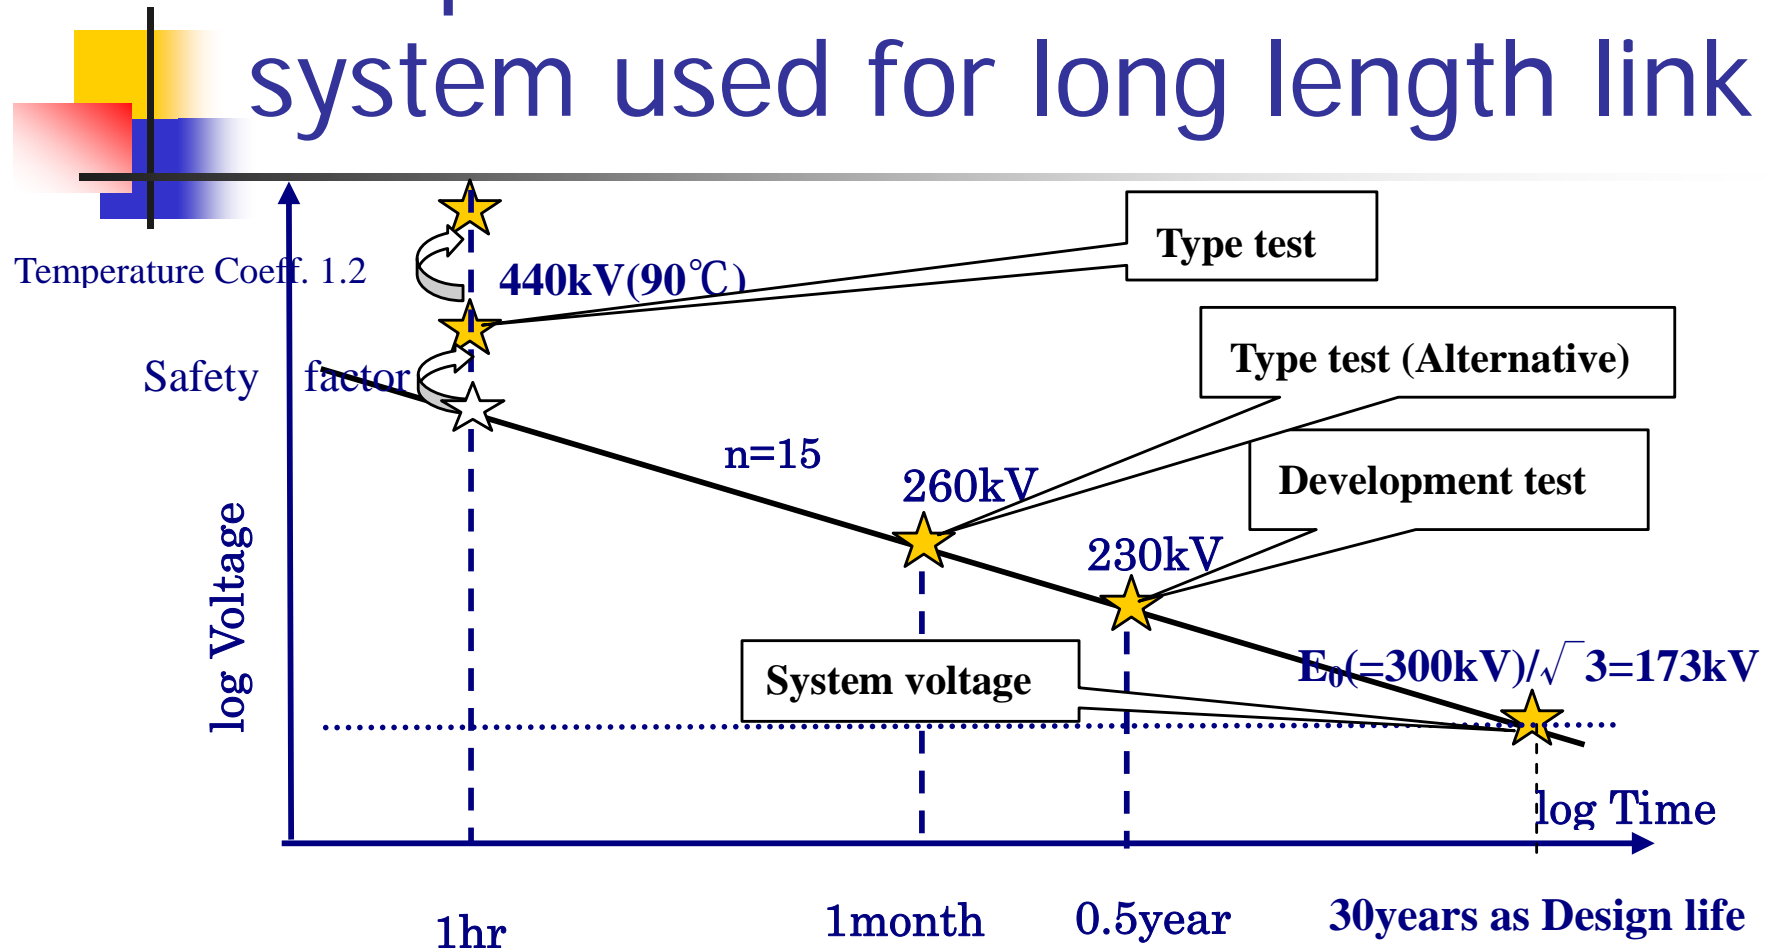 system used for long length link
Type test
Temperature Coeff. 1.2
440kV(90℃)
Type test (Alternative)
Safety factor
n=15
260kV
Development test
230kV
log Voltage
E₀(=300kV)/√3=173kV
System voltage
log Time
1hr
1month
0.5year
30years as Design life